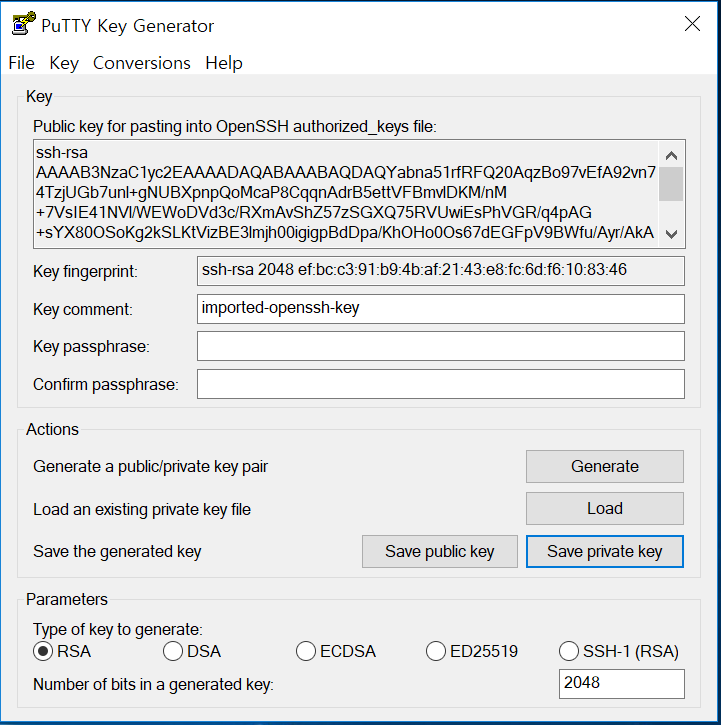 PuTTY Key Generator
File Key Conversions Help
Key
Public key for pasting into OpenSSH authorized_keys file:
ssh-rsa
AAAAB3NzaC1yc2EAAAADAQABAAABAQDAQYabna51rfRFQ20AqzBo97vEfA92vn7
4TzjUGb7unl+gNUBXpnpQoMcaP8CqqnAdrB5ettVFBmvlDKM/nM
+7VsIE41NVl/WEWoDVd3c/RXmAvShZ57zSGXQ75RVUwiEsPhVGR/q4pAG
+sYX80OSoKg2kSLKtVizBE3lmjh00igigpBdDpa/KhOHo0Os67dEGFpV9BWfu/Ayr/AkA
Key fingerprint:
ssh-rsa 2048 ef:bc:c3:91:b9:4b:af:21:43:e8:fc:6d:f6:10:83:46
Key comment:
imported-openssh-key
Key passphrase:
Confirm passphrase:
Actions
Generate a public/private key pair
Generate
Load an existing private key file
Load
Save the generated key
Save public key
Save private key
Parameters
Type of key to generate:
RSA DSA ECDSA ED25519 SSH-1 (RSA)
Number of bits in a generated key:
2048